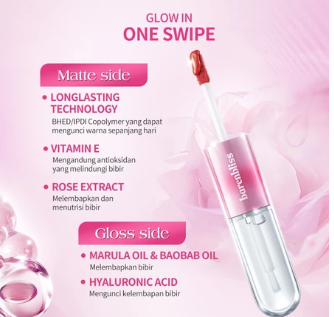 GLOW IN
ONE SWIPE
Matte side
• LONGLASTING
TECHNOLOGY
BHED/IPDI Copolymer yang dapat
mengunci warna sepanjang hari
• VITAMIN E
Mengandung antioksidan
yang melindungi bibir
• ROSE EXTRACT
Melembapkan dan
menutrisi bibir
barenbliss
Gloss side
• MARULA OIL & BAOBAB OIL
Melembapkan bibir
• HYALURONIC ACID
Mengunci kelembapan bibir